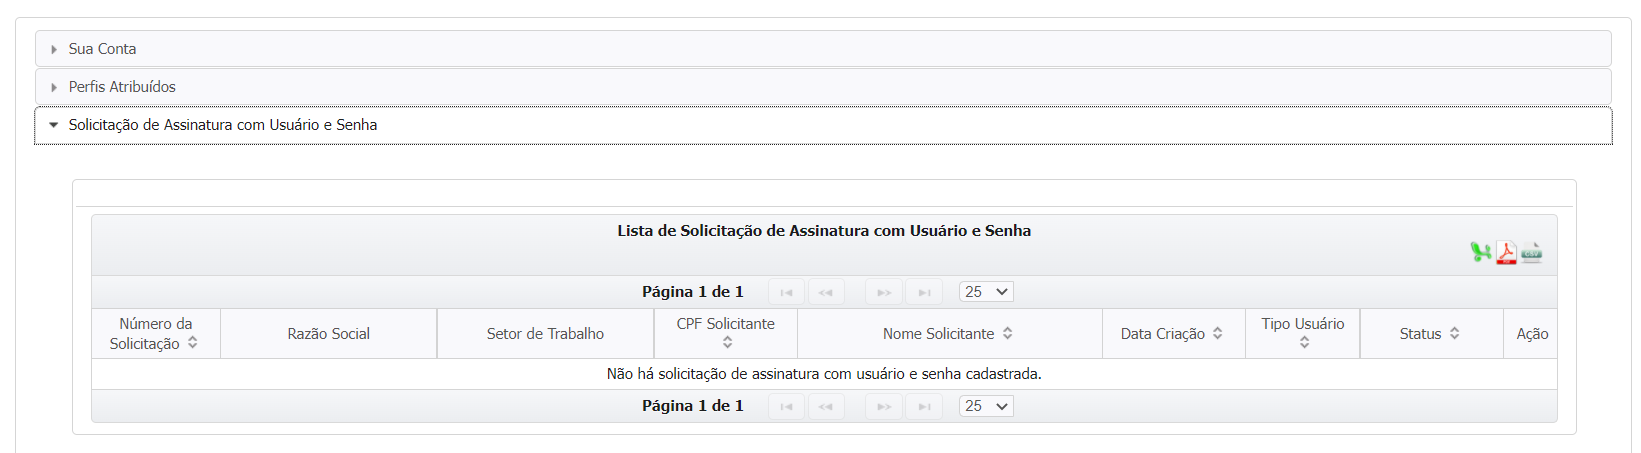 Sua Conta
Perfis Atribuídos
Solicitação de Assinatura com Usuário e Senha
Lista de Solicitação de Assinatura com Usuário e Senha
PDF CSV
Página 1 de 1 25
Número da Solicitação Razão Social Setor de Trabalho CPF Solicitante Nome Solicitante Data Criação Tipo Usuário Status Ação
Não há solicitação de assinatura com usuário e senha cadastrada.
Página 1 de 1 25